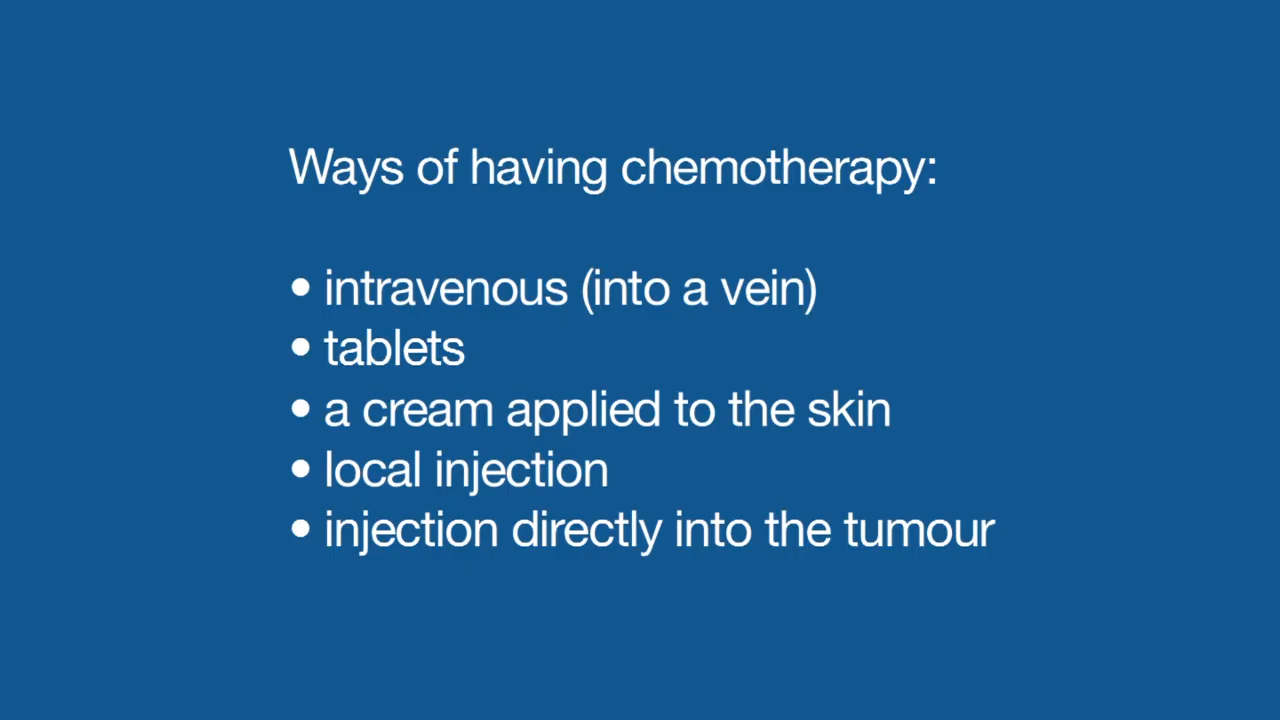 Ways of having chemotherapy:
• intravenous (into a vein)
• tablets
• a cream applied to the skin
• local injection
• injection directly into the tumour